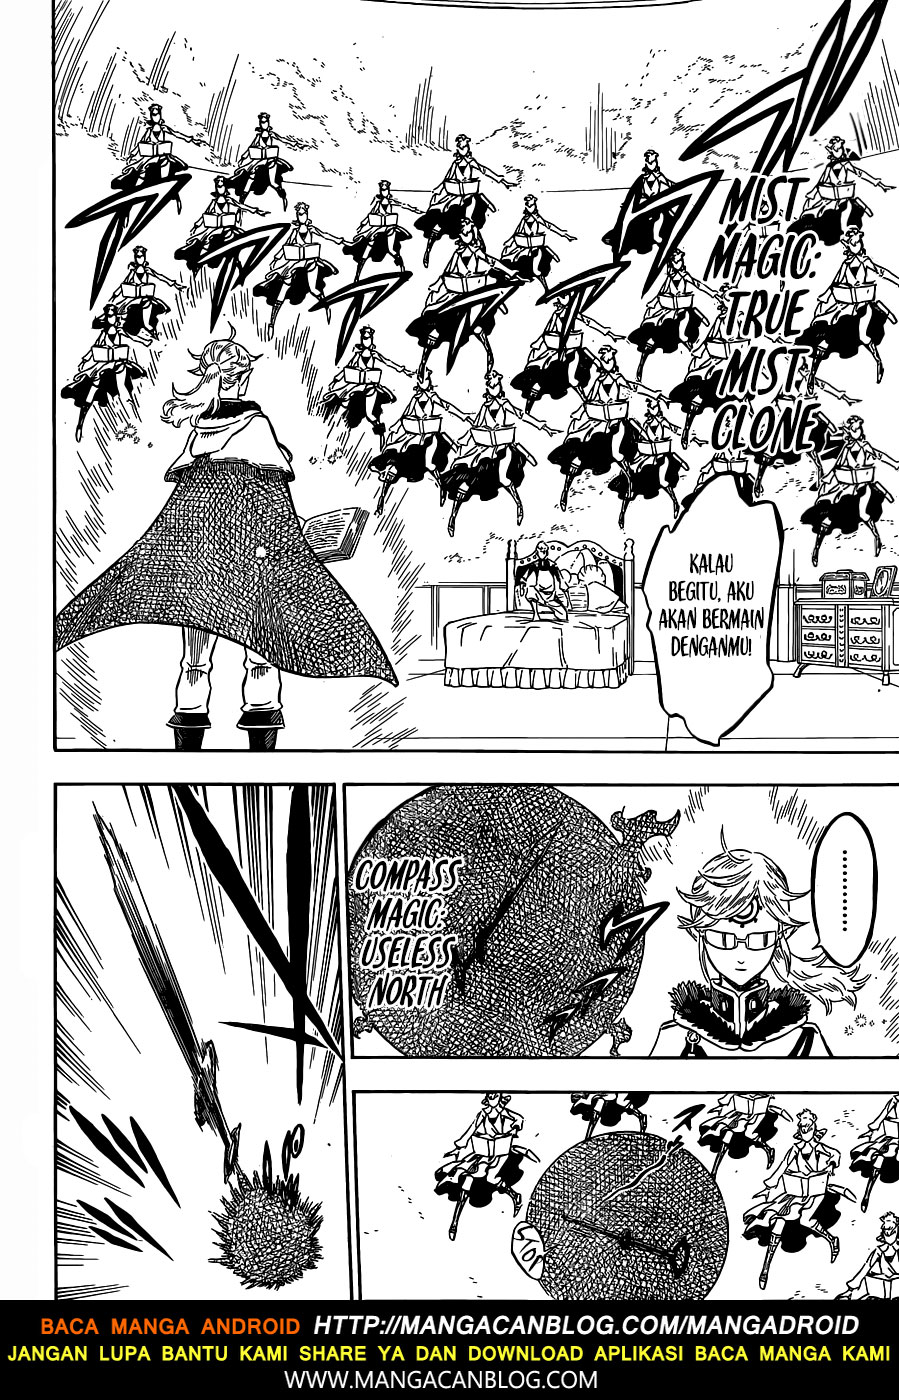 MIST
MAGIC:
TRUE
MIST
CLONE
KALAU
BEGITU, AKU
AKAN BERMAIN
DENGANMU!
..........
COMPASS
MAGIC:
USELESS
NORTH
BACA MANGA ANDROID HTTP://MANGACANBLOG.COM/MANGADROID
JANGAN LUPA BANTU KAMI SHARE YA DAN DOWNLOAD APLIKASI BACA MANGA KAMI
WWW.MANGACANBLOG.COM